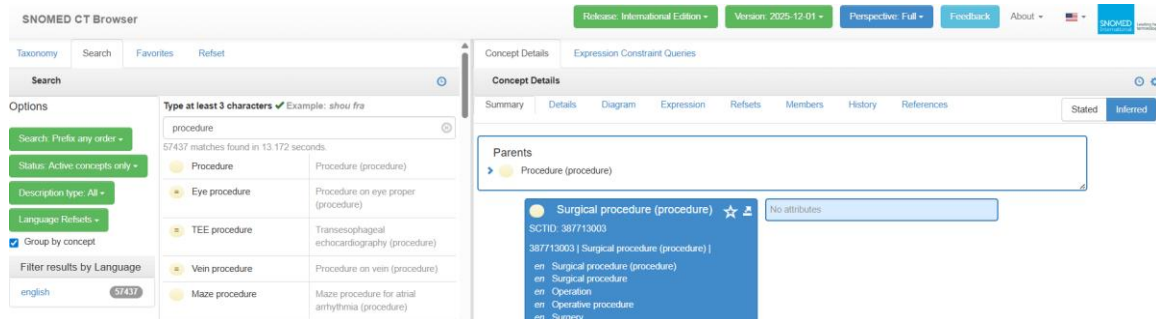 SNOMED CT Browser
Release: International Edition
Version: 2025-12-01
Perspective: Full
Feedback
About
SNOMED
International
Taxonomy
Search
Favorites
Refset
Search
Options
Search: Prefix any order
Status: Active concepts only
Description type: All
Language Refsets
Group by concept
Filter results by Language
english 57437
Type at least 3 characters ✔ Example: shou fra
procedure
57437 matches found in 13.172 seconds.
Procedure
Procedure (procedure)
= Eye procedure
Procedure on eye proper
(procedure)
= TEE procedure
Transesophageal
echocardiography (procedure)
= Vein procedure
Procedure on vein (procedure)
Maze procedure
Maze procedure for atrial
arrhythmia (procedure)
Concept Details
Expression Constraint Queries
Concept Details
Summary
Details
Diagram
Expression
Refsets
Members
History
References
Stated
Inferred
Parents
Procedure (procedure)
Surgical procedure (procedure)
SCTID: 387713003
387713003 | Surgical procedure (procedure) |
en Surgical procedure (procedure)
en Surgical procedure
en Operation
en Operative procedure
en Surgery
No attributes